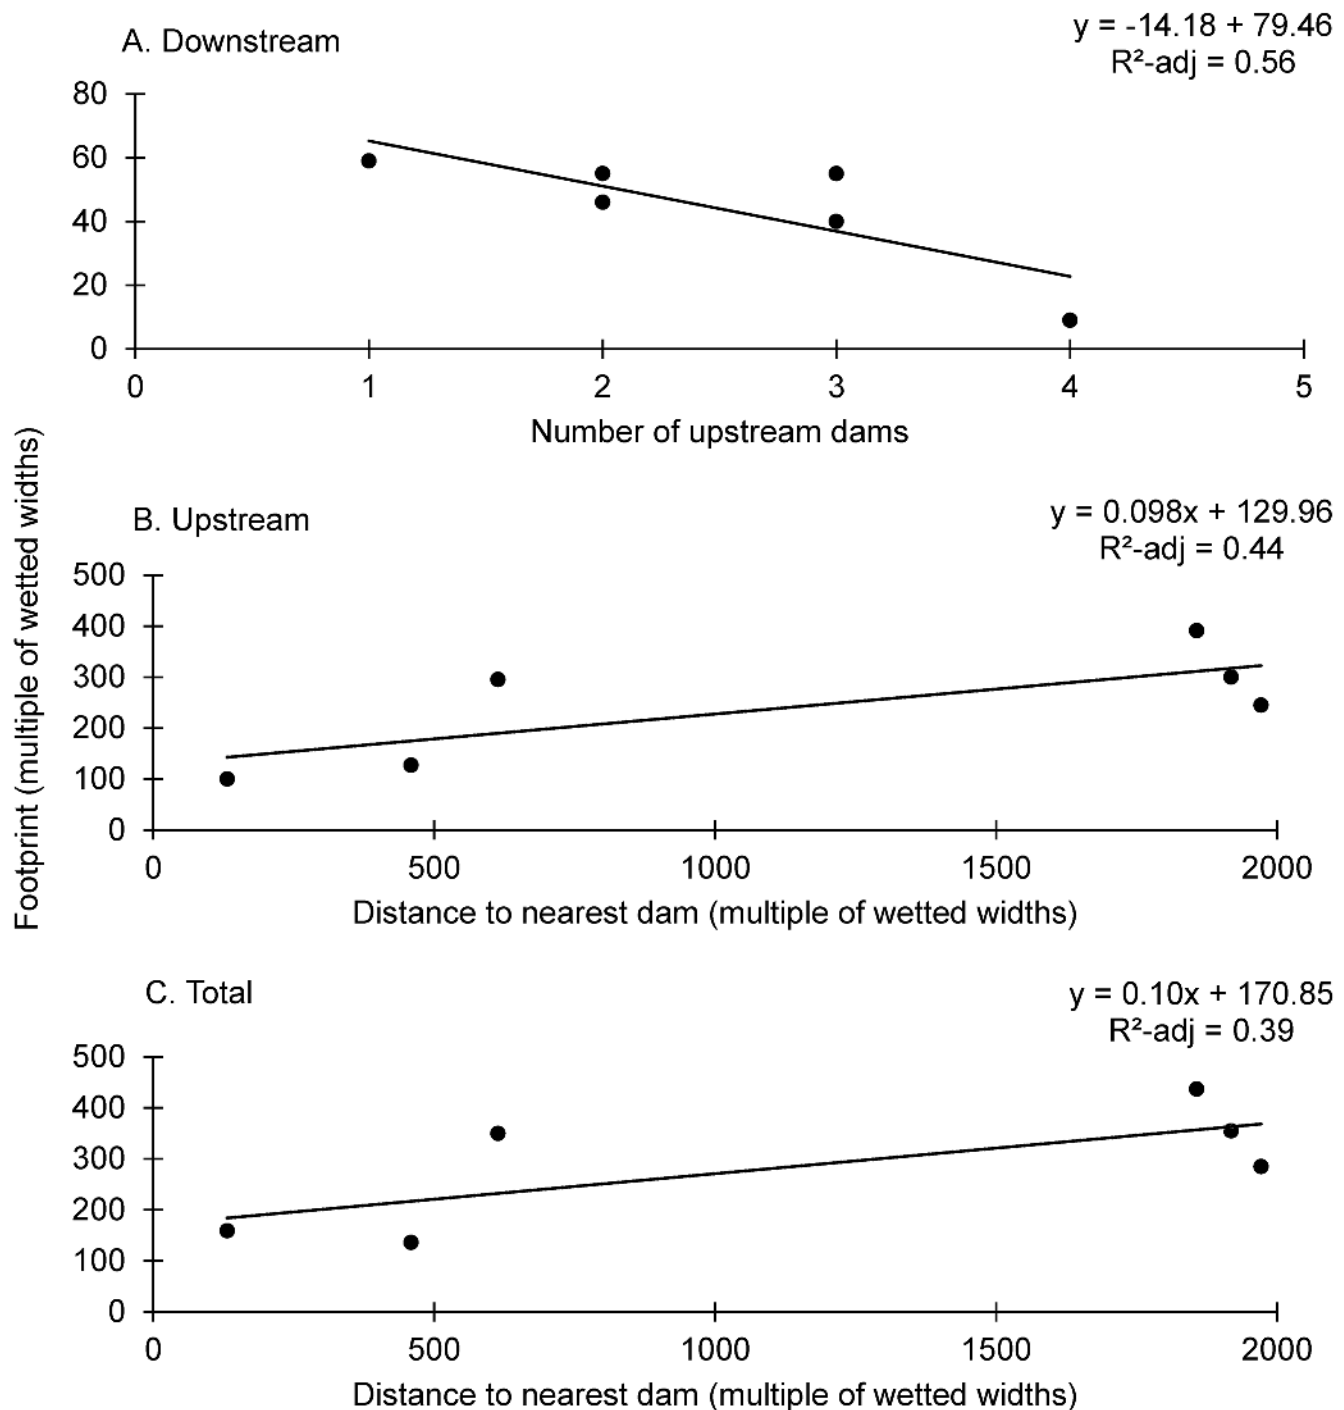 A. Downstream
y = -14.18 + 79.46
R²-adj = 0.56
80
60
40
20
0
0 1 2 3 4 5
Number of upstream dams
Footprint (multiple of wetted widths)
B. Upstream
y = 0.098x + 129.96
R²-adj = 0.44
500
400
300
200
100
0
0 500 1000 1500 2000
Distance to nearest dam (multiple of wetted widths)
C. Total
y = 0.10x + 170.85
R²-adj = 0.39
500
400
300
200
100
0
0 500 1000 1500 2000
Distance to nearest dam (multiple of wetted widths)